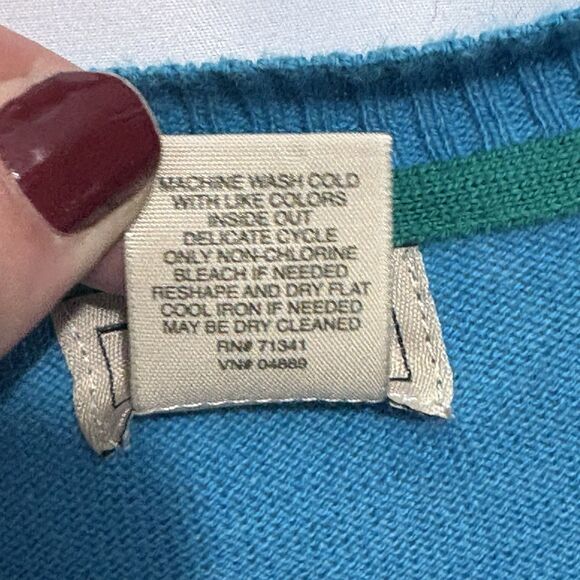 MACHINE WASH COLD
WITH LIKE COLORS
INSIDE OUT
DELICATE CYCLE
ONLY NON-CHLORINE
BLEACH IF NEEDED
RESHAPE AND DRY FLAT
COOL IRON IF NEEDED
MAY BE DRY CLEANED
RN# 71341
VN# 04889